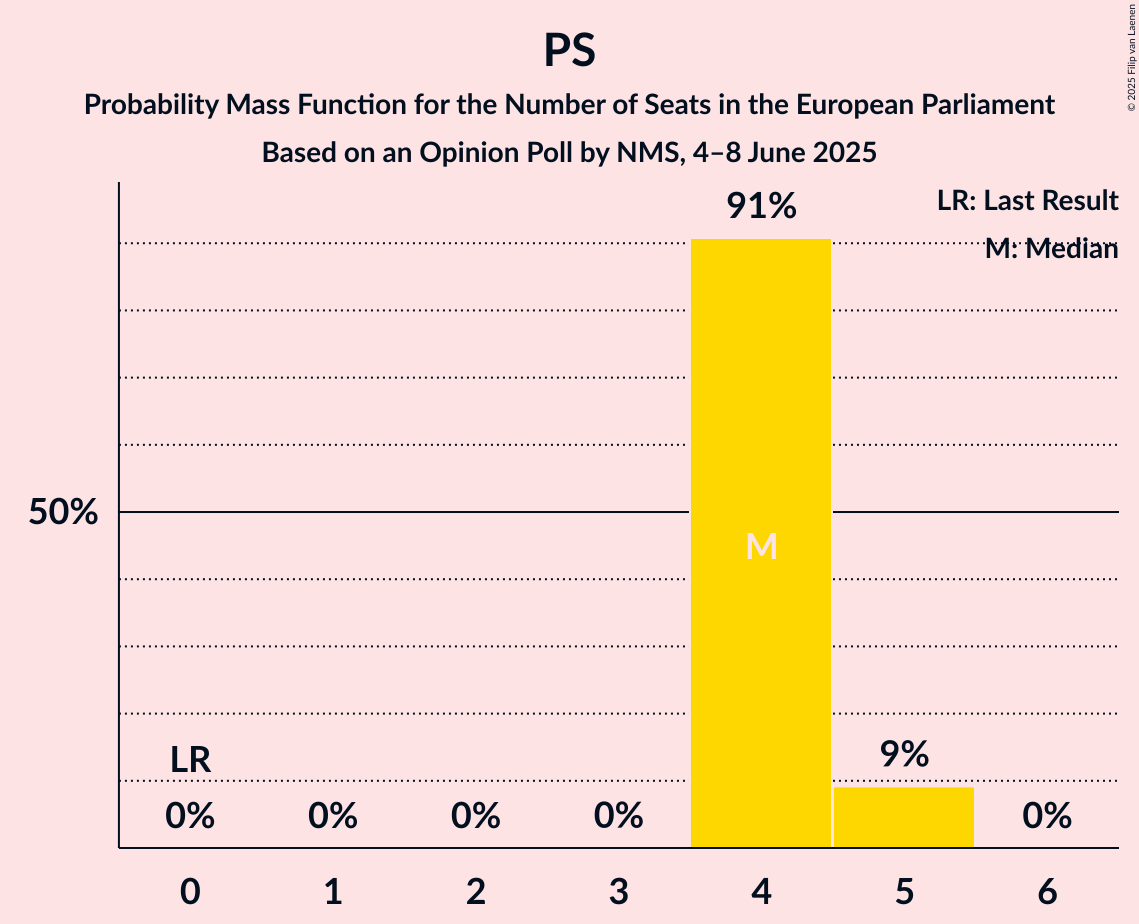 PS
Probability Mass Function for the Number of Seats in the European Parliament
Based on an Opinion Poll by NMS, 4–8 June 2025
© 2025 Filip van Laenen
LR: Last Result
M: Median
91%
50%
M
LR
9%
0% 0% 0% 0% 0%
0 1 2 3 4 5 6